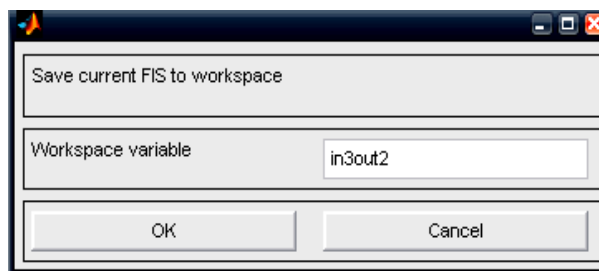 Save current FIS to workspace
Workspace variable
in3out2
OK
Cancel